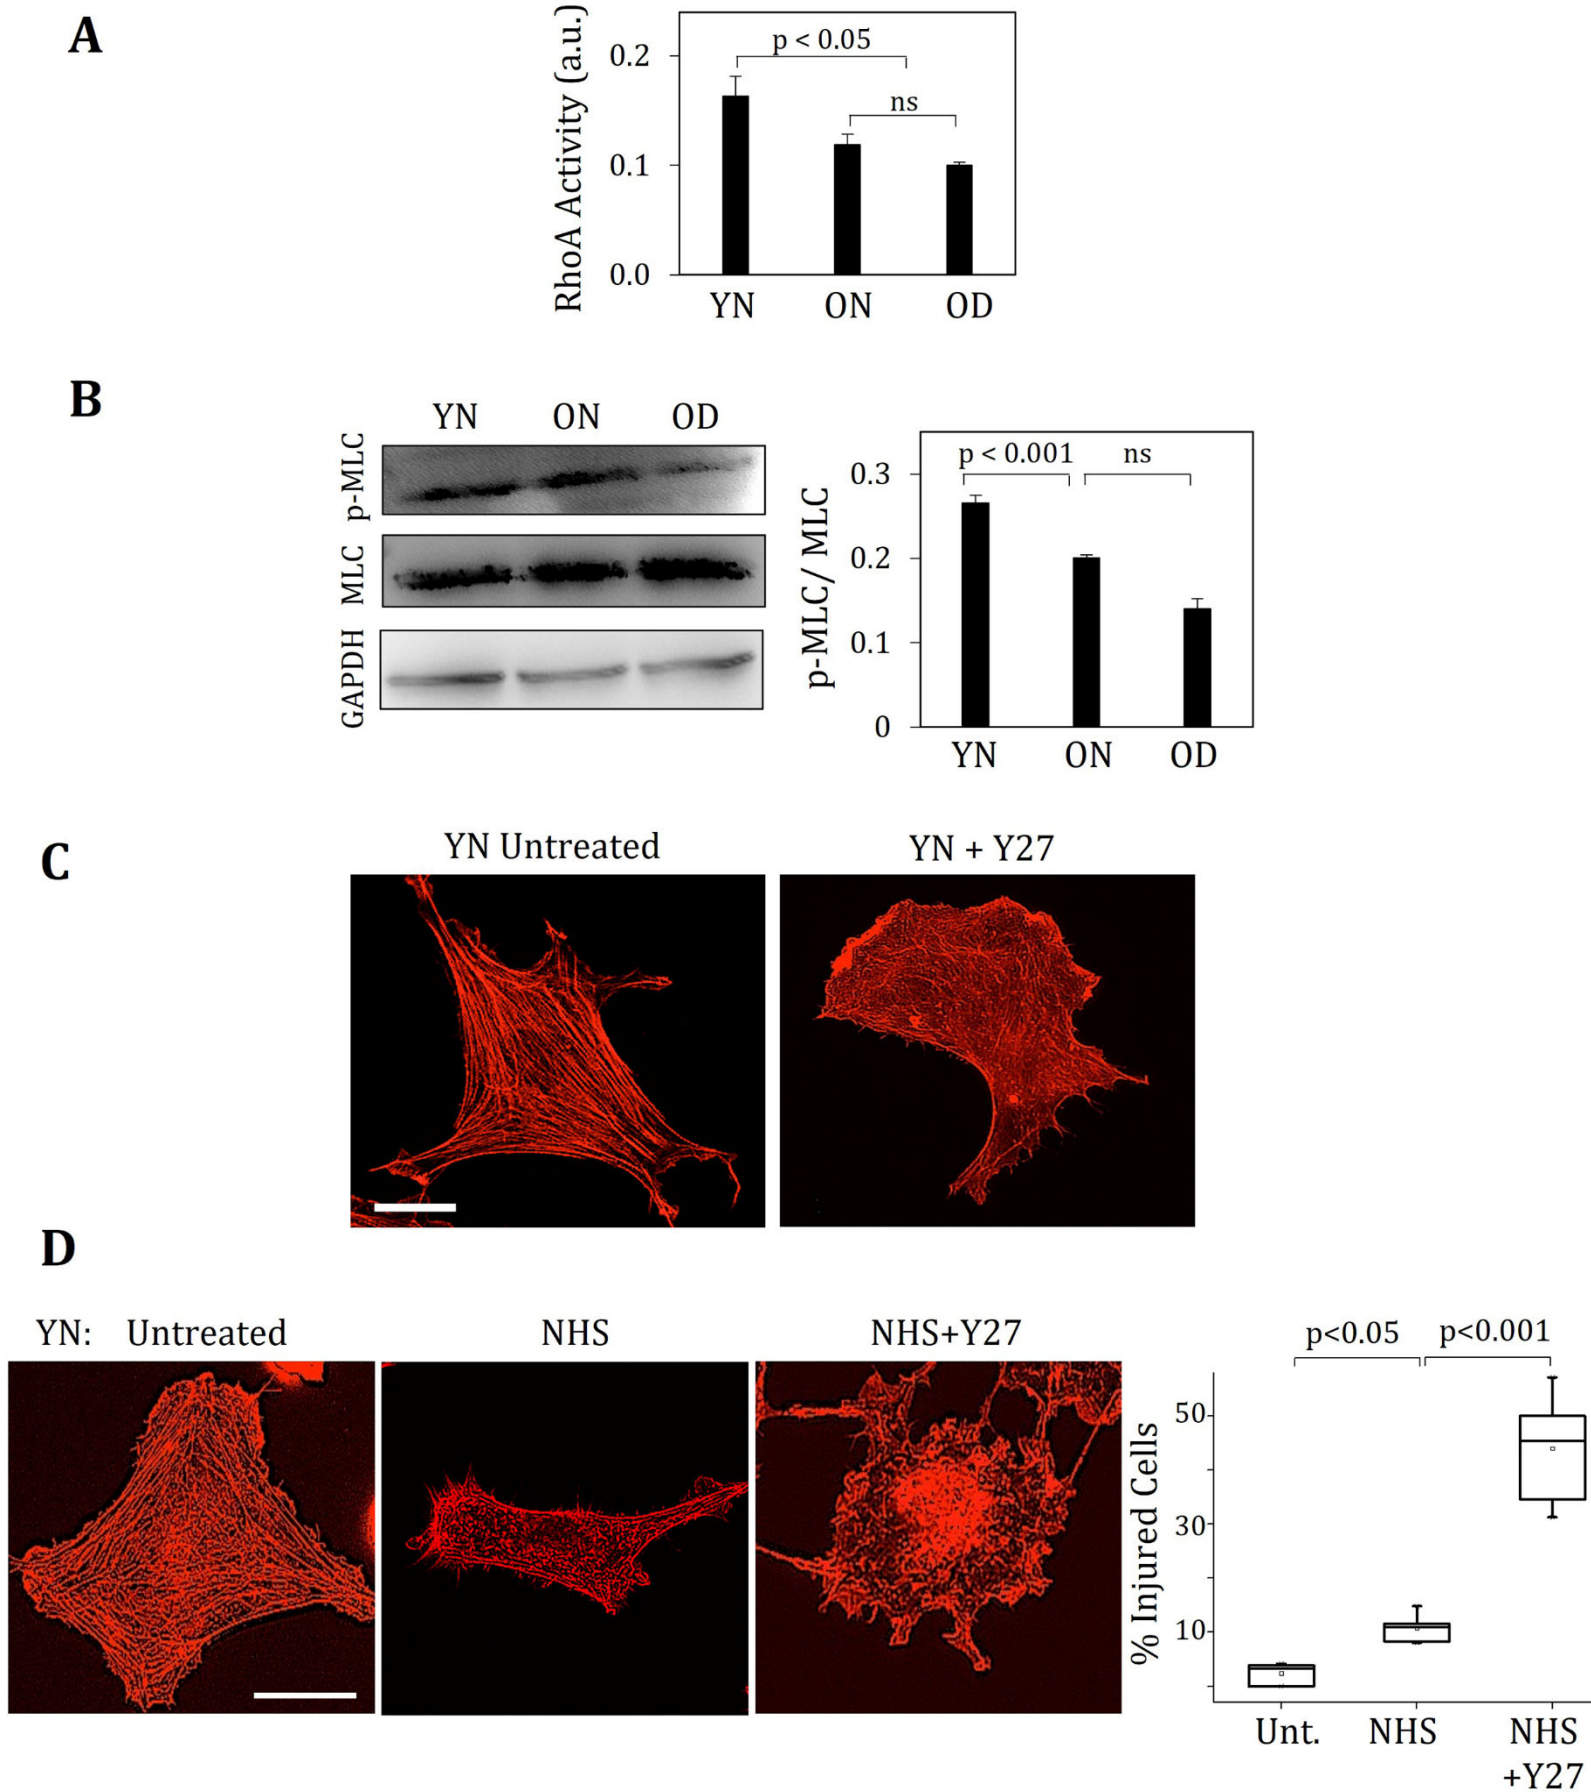 A
RhoA Activity (a.u.)
0.2
0.1
0.0
p < 0.05
ns
YN ON OD
B
YN ON OD
p-MLC
MLC
GAPDH
p-MLC/ MLC
0.3
0.2
0.1
0
p < 0.001 ns
YN ON OD
C
YN Untreated YN + Y27
D
YN: Untreated NHS NHS+Y27
% Injured Cells
50
30
10
p<0.05 p<0.001
Unt. NHS NHS
+Y27